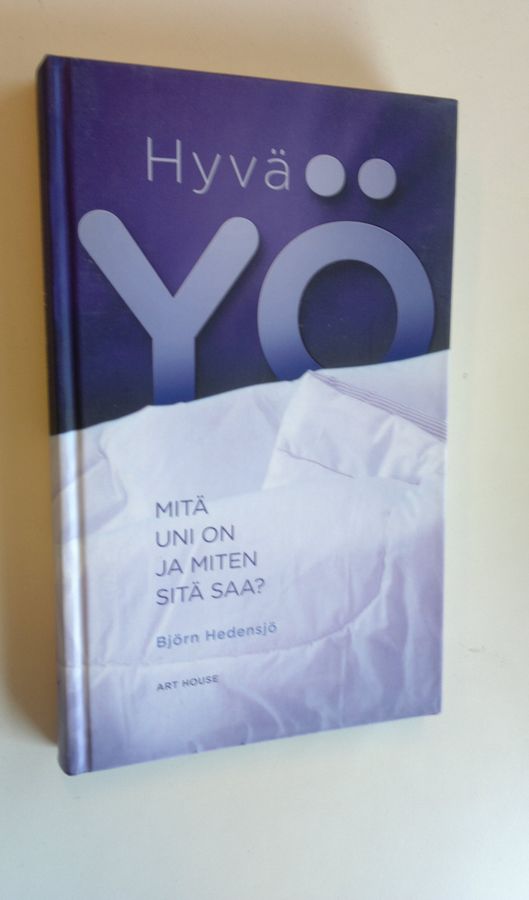 Hyvä
YÖ
MITÄ
UNI ON
JA MITEN
SITÄ SAA?
Björn Hedensjö
ART HOUSE